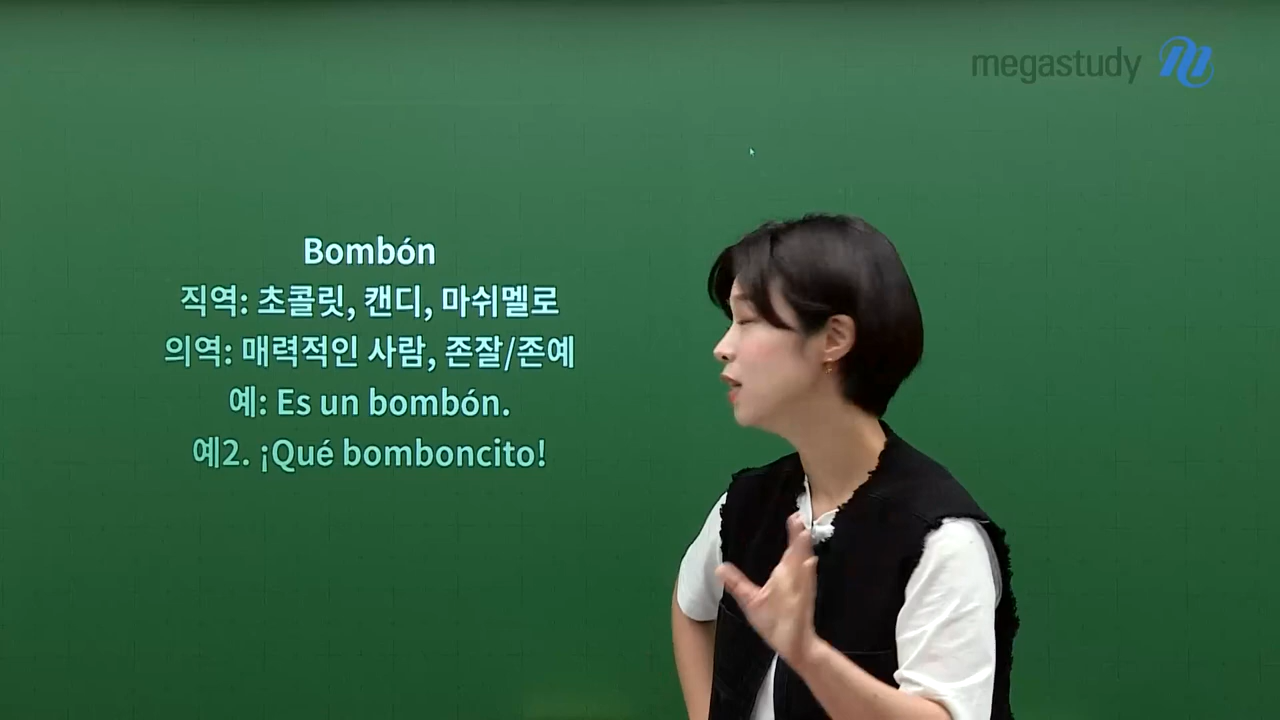 megastudy
Bombón
직역: 초콜릿, 캔디, 마쉬멜로
의역: 매력적인 사람, 존잘/존예
예: Es un bombón.
예2. ¡Qué bomboncito!